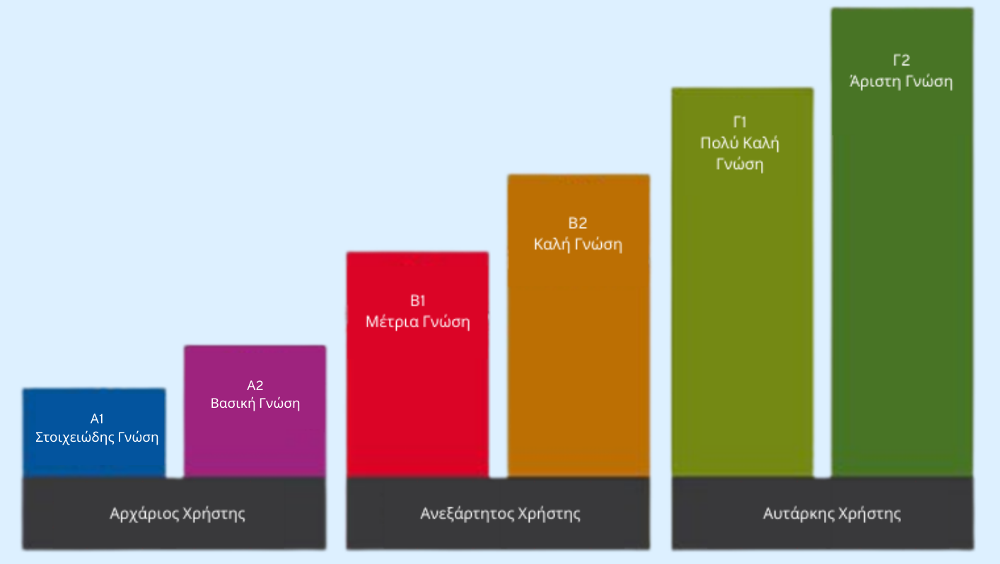 Α1
Στοιχειώδης Γνώση
Α2
Βασική Γνώση
Β1
Μέτρια Γνώση
Β2
Καλή Γνώση
Γ1
Πολύ Καλή
Γνώση
Γ2
Άριστη Γνώση
Αρχάριος Χρήστης
Ανεξάρτητος Χρήστης
Αυτάρκης Χρήστης